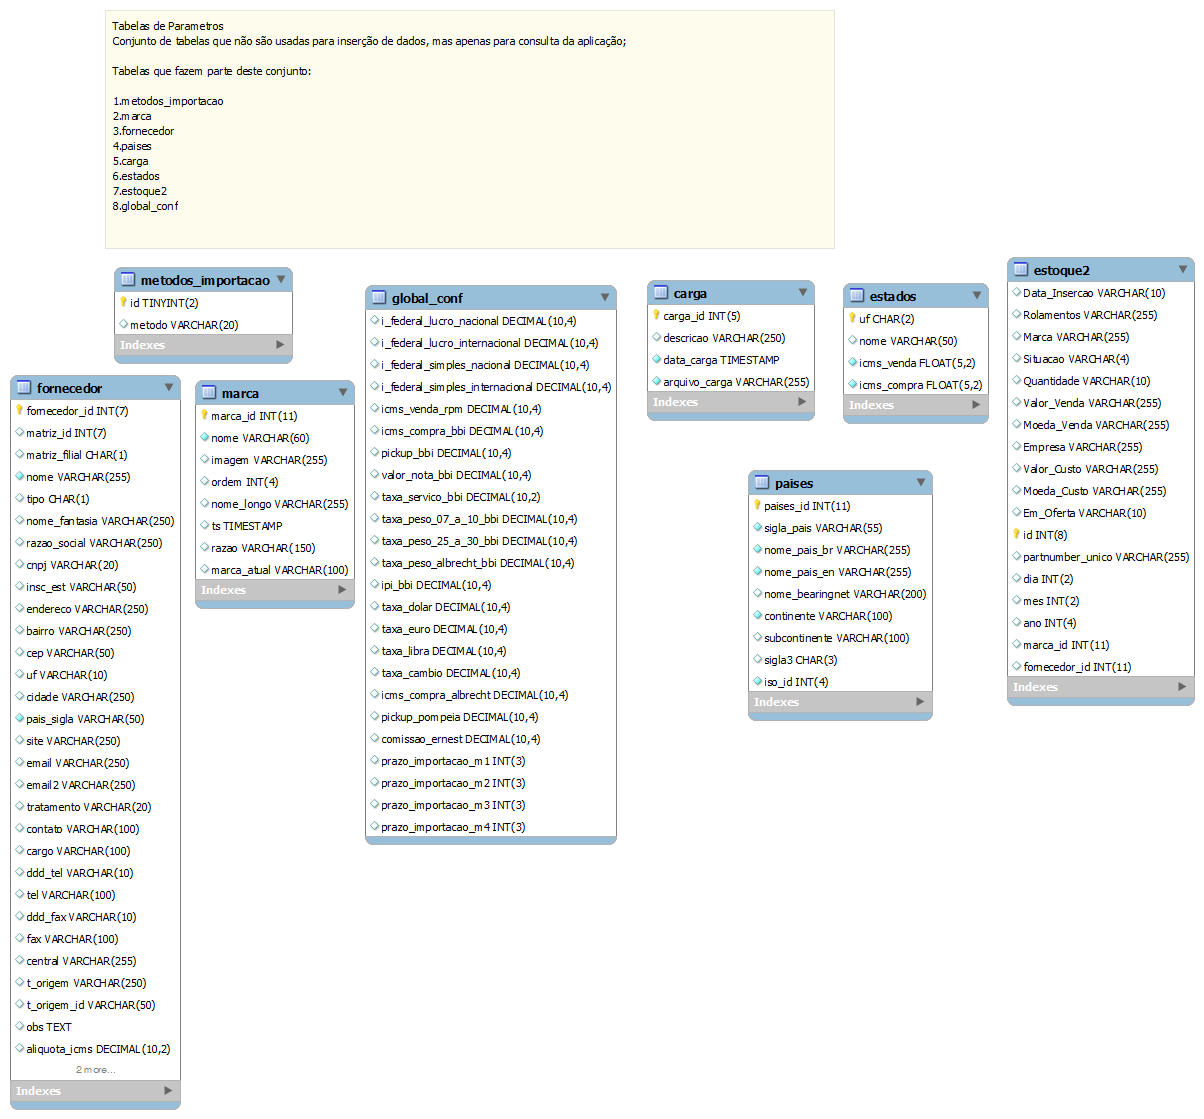 Tabelas de Parametros
Conjunto de tabelas que não são usadas para inserção de dados, mas apenas para consulta da aplicação;
Tabelas que fazem parte deste conjunto:
1.metodos_importacao
2.marca
3.fornecedor
4.paises
5.carga
6.estados
7.estoque2
8.global_conf
metodos_importacao
id TINYINT(2)
metodo VARCHAR(20)
Indexes
fornecedor
fornecedor_id INT(7)
matriz_id INT(7)
matriz_filial CHAR(1)
nome VARCHAR(255)
tipo CHAR(1)
nome_fantasia VARCHAR(250)
razao_social VARCHAR(250)
cnpj VARCHAR(20)
insc_est VARCHAR(50)
endereco VARCHAR(250)
bairro VARCHAR(250)
cep VARCHAR(50)
uf VARCHAR(10)
cidade VARCHAR(250)
pais_sigla VARCHAR(50)
site VARCHAR(250)
email VARCHAR(250)
email2 VARCHAR(250)
tratamento VARCHAR(20)
contato VARCHAR(100)
cargo VARCHAR(100)
ddd_tel VARCHAR(10)
tel VARCHAR(100)
ddd_fax VARCHAR(10)
fax VARCHAR(100)
central VARCHAR(255)
t_origem VARCHAR(250)
t_origem_id VARCHAR(50)
obs TEXT
aliquota_icms DECIMAL(10,2)
2 more...
Indexes
marca
marca_id INT(11)
nome VARCHAR(60)
imagem VARCHAR(255)
ordem INT(4)
nome_longo VARCHAR(255)
ts TIMESTAMP
razao VARCHAR(150)
marca_atual VARCHAR(100)
Indexes
global_conf
i_federal_lucro_nacional DECIMAL(10,4)
i_federal_lucro_internacional DECIMAL(10,4)
i_federal_simples_nacional DECIMAL(10,4)
i_federal_simples_internacional DECIMAL(10,4)
icms_venda_rpm DECIMAL(10,4)
icms_compra_bbi DECIMAL(10,4)
pickup_bbi DECIMAL(10,4)
valor_nota_bbi DECIMAL(10,4)
taxa_servico_bbi DECIMAL(10,2)
taxa_peso_07_a_10_bbi DECIMAL(10,4)
taxa_peso_25_a_30_bbi DECIMAL(10,4)
taxa_peso_albrecht_bbi DECIMAL(10,4)
ipi_bbi DECIMAL(10,4)
taxa_dolar DECIMAL(10,4)
taxa_euro DECIMAL(10,4)
taxa_libra DECIMAL(10,4)
taxa_cambio DECIMAL(10,4)
icms_compra_albrecht DECIMAL(10,4)
pickup_pompeia DECIMAL(10,4)
comissao_ernest DECIMAL(10,4)
prazo_importacao_m1 INT(3)
prazo_importacao_m2 INT(3)
prazo_importacao_m3 INT(3)
prazo_importacao_m4 INT(3)
carga
carga_id INT(5)
descricao VARCHAR(250)
data_carga TIMESTAMP
arquivo_carga VARCHAR(255)
Indexes
estados
uf CHAR(2)
nome VARCHAR(50)
icms_venda FLOAT(5,2)
icms_compra FLOAT(5,2)
Indexes
paises
paises_id INT(11)
sigla_pais VARCHAR(55)
nome_pais_br VARCHAR(255)
nome_pais_en VARCHAR(255)
nome_bearingnet VARCHAR(200)
continente VARCHAR(100)
subcontinente VARCHAR(100)
sigla3 CHAR(3)
iso_id INT(4)
Indexes
estoque2
Data_Insercao VARCHAR(10)
Rolamentos VARCHAR(255)
Marca VARCHAR(255)
Situacao VARCHAR(4)
Quantidade VARCHAR(10)
Valor_Venda VARCHAR(255)
Moeda_Venda VARCHAR(255)
Empresa VARCHAR(255)
Valor_Custo VARCHAR(255)
Moeda_Custo VARCHAR(255)
Em_Oferta VARCHAR(10)
id INT(8)
partnumber_unico VARCHAR(255)
dia INT(2)
mes INT(2)
ano INT(4)
marca_id INT(11)
fornecedor_id INT(11)
Indexes